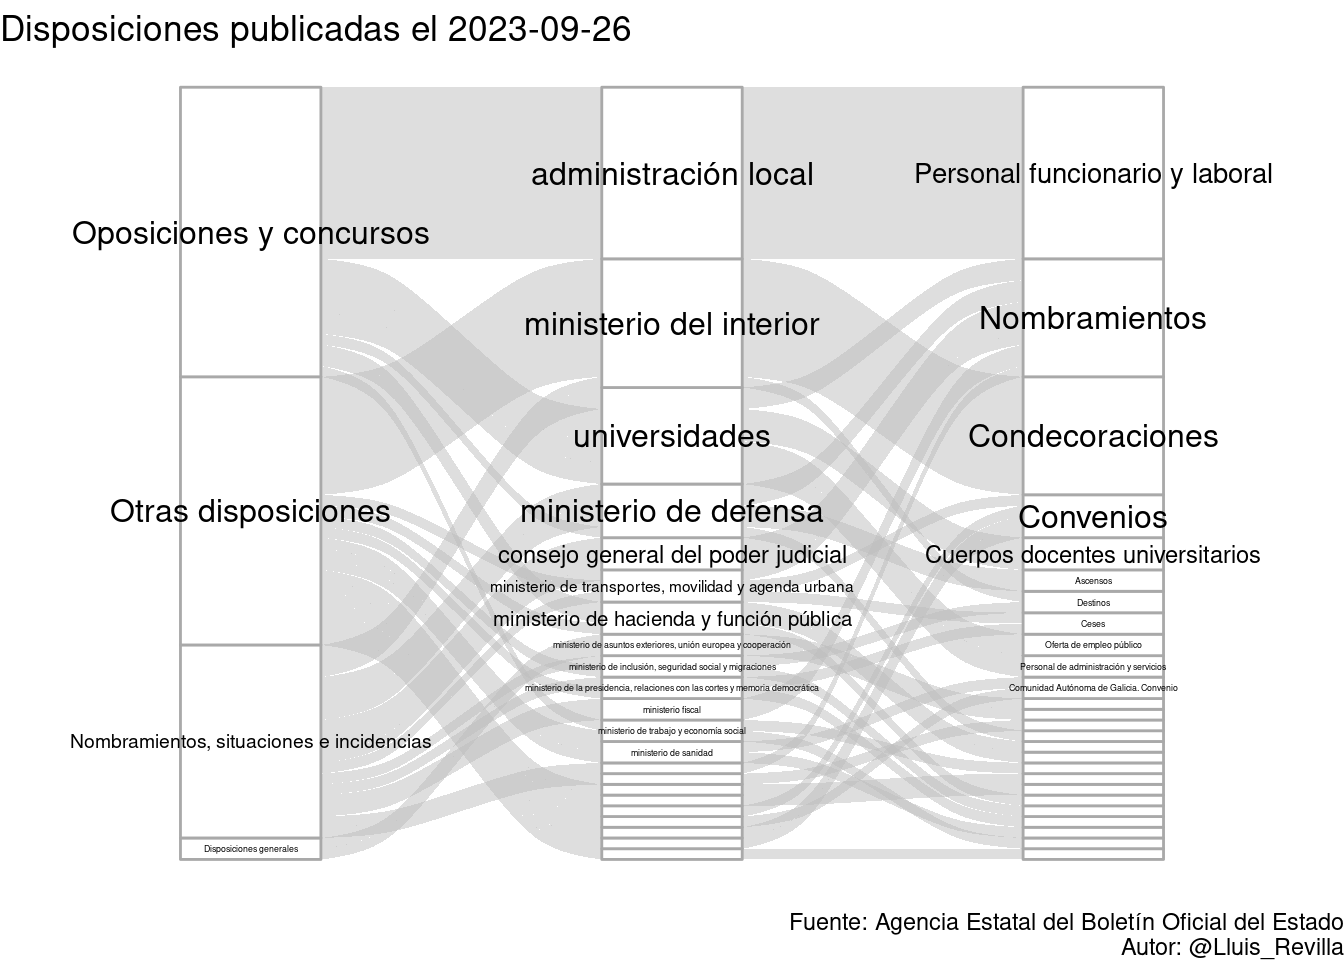 Disposiciones publicadas el 2023-09-26
Oposiciones y concursos
Otras disposiciones
Nombramientos, situaciones e incidencias
Disposiciones generales
administración local
ministerio del interior
universidades
ministerio de defensa
consejo general del poder judicial
ministerio de transportes, movilidad y agenda urbana
ministerio de hacienda y función pública
ministerio de asuntos exteriores, unión europea y cooperación
ministerio de inclusión, seguridad social y migraciones
ministerio de la presidencia, relaciones con las cortes y memoria democrática
ministerio fiscal
ministerio de trabajo y economía social
ministerio de sanidad
Personal funcionario y laboral
Nombramientos
Condecoraciones
Convenios
Cuerpos docentes universitarios
Ascensos
Destinos
Ceses
Oferta de empleo público
Personal de administración y servicios
Comunidad Autónoma de Galicia. Convenio
Fuente: Agencia Estatal del Boletín Oficial del Estado
Autor: @Lluis_Revilla